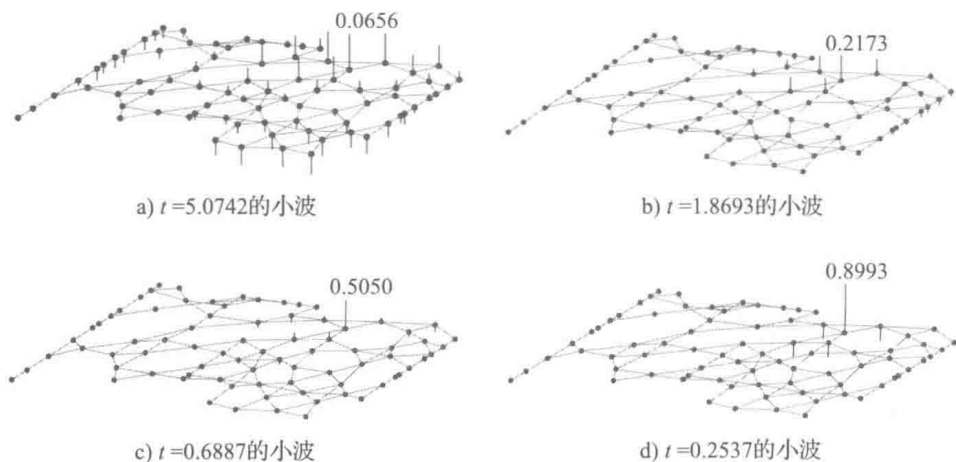 0.0656
0.2173
a) t =5.0742的小波
b) t =1.8693的小波
0.5050
0.8993
c) t =0.6887的小波
d) t =0.2537的小波